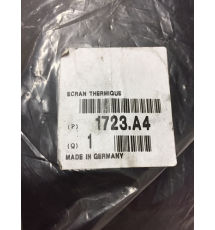 ECRAN THERMIQUE
(P) 1723.A4
(Q) 1
MADE IN GERMANY